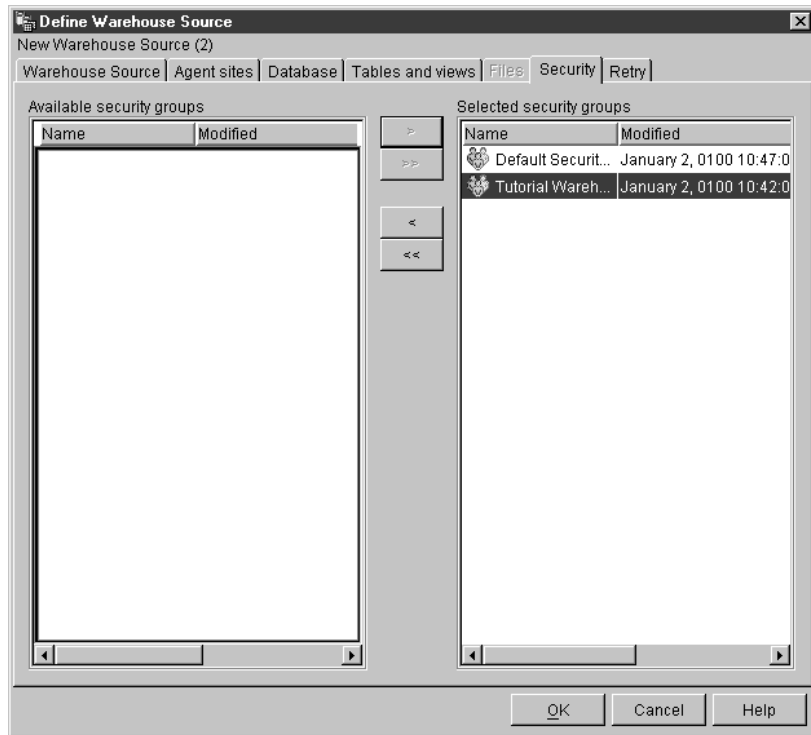 Define Warehouse Source
New Warehouse Source (2)
Warehouse Source Agent sites Database Tables and views Files Security Retry
Available security groups
Selected security groups
Name Modified
Name Modified
>
>>
<
<<
Default Securit... January 2, 0100 10:47:0
Tutorial Wareh... January 2, 0100 10:42:0
OK Cancel Help